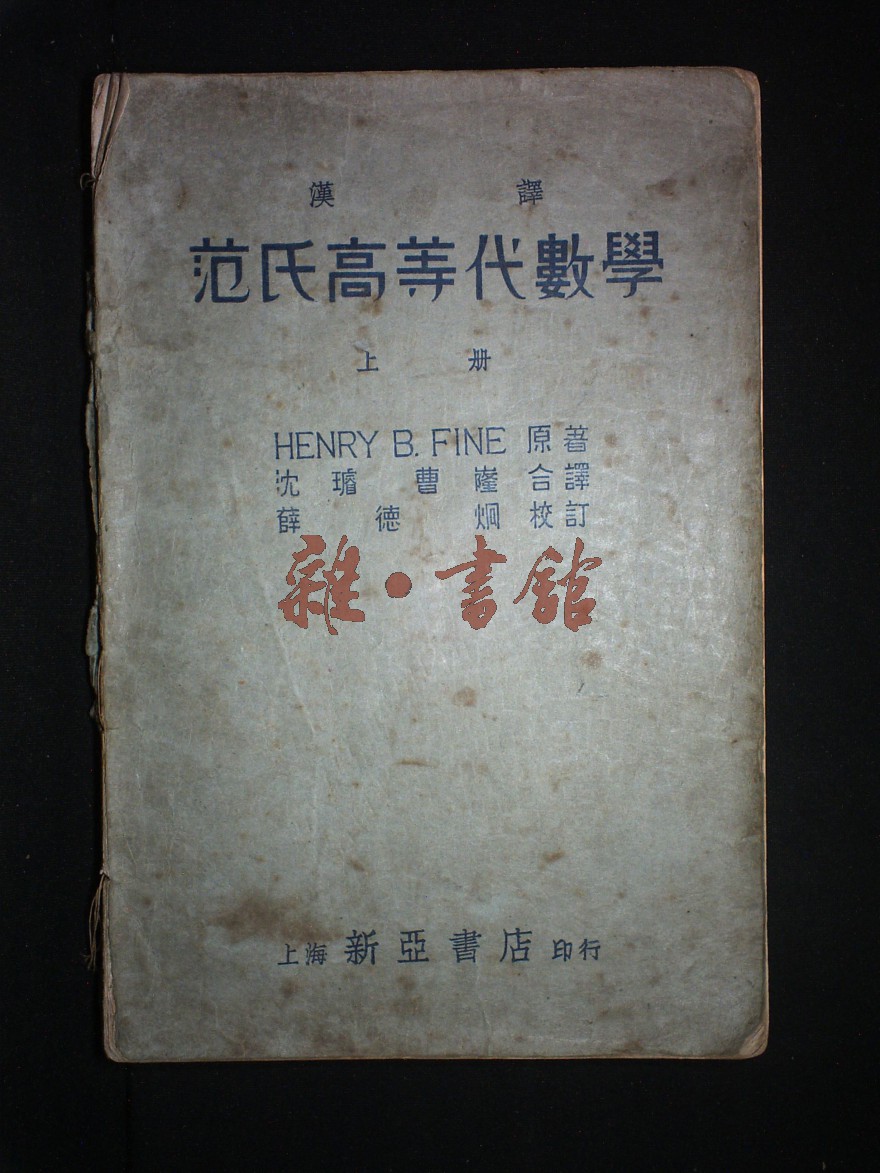 漢 譯
范氏高等代數學
上 册
HENRY B. FINE 原著
沈 璿 曹 㠓 合譯
薛 德 炯 校訂
雜·書館
上海 新亞書店 印行